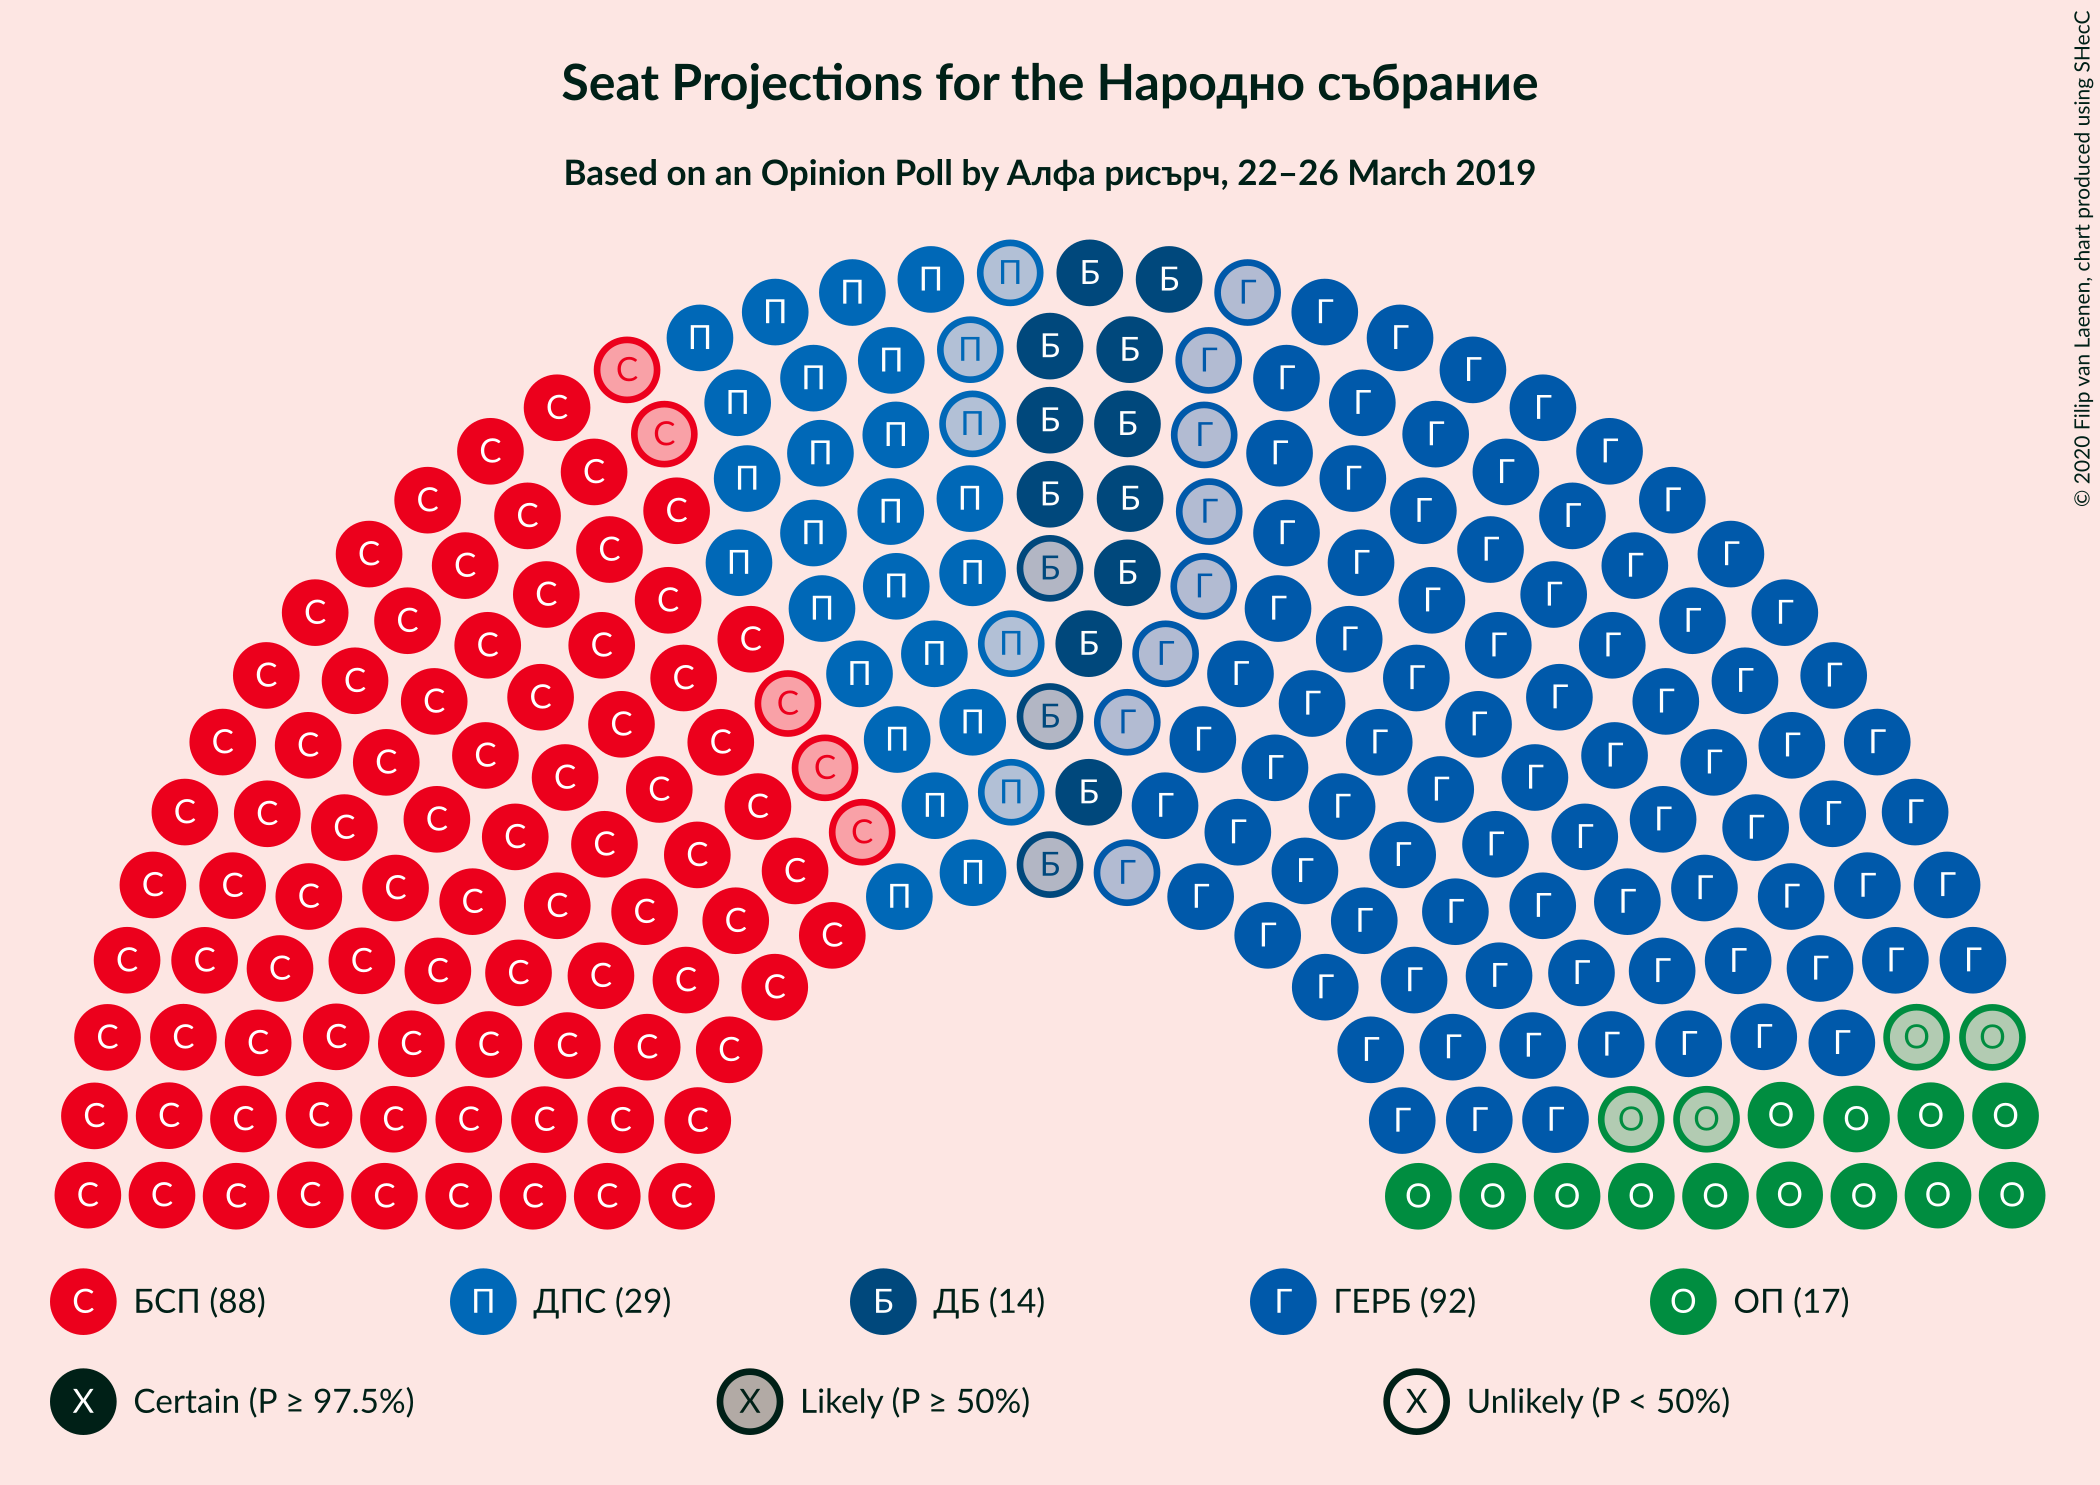 Seat Projections for the Народно събрание
Based on an Opinion Poll by Алфа рисърч, 22–26 March 2019
© 2020 Filip van Laenen, chart produced using SHecC
С БСП (88) П ДПС (29) Б ДБ (14) Г ГЕРБ (92) О ОП (17)
X Certain (P ≥ 97.5%) X Likely (P ≥ 50%) X Unlikely (P < 50%)